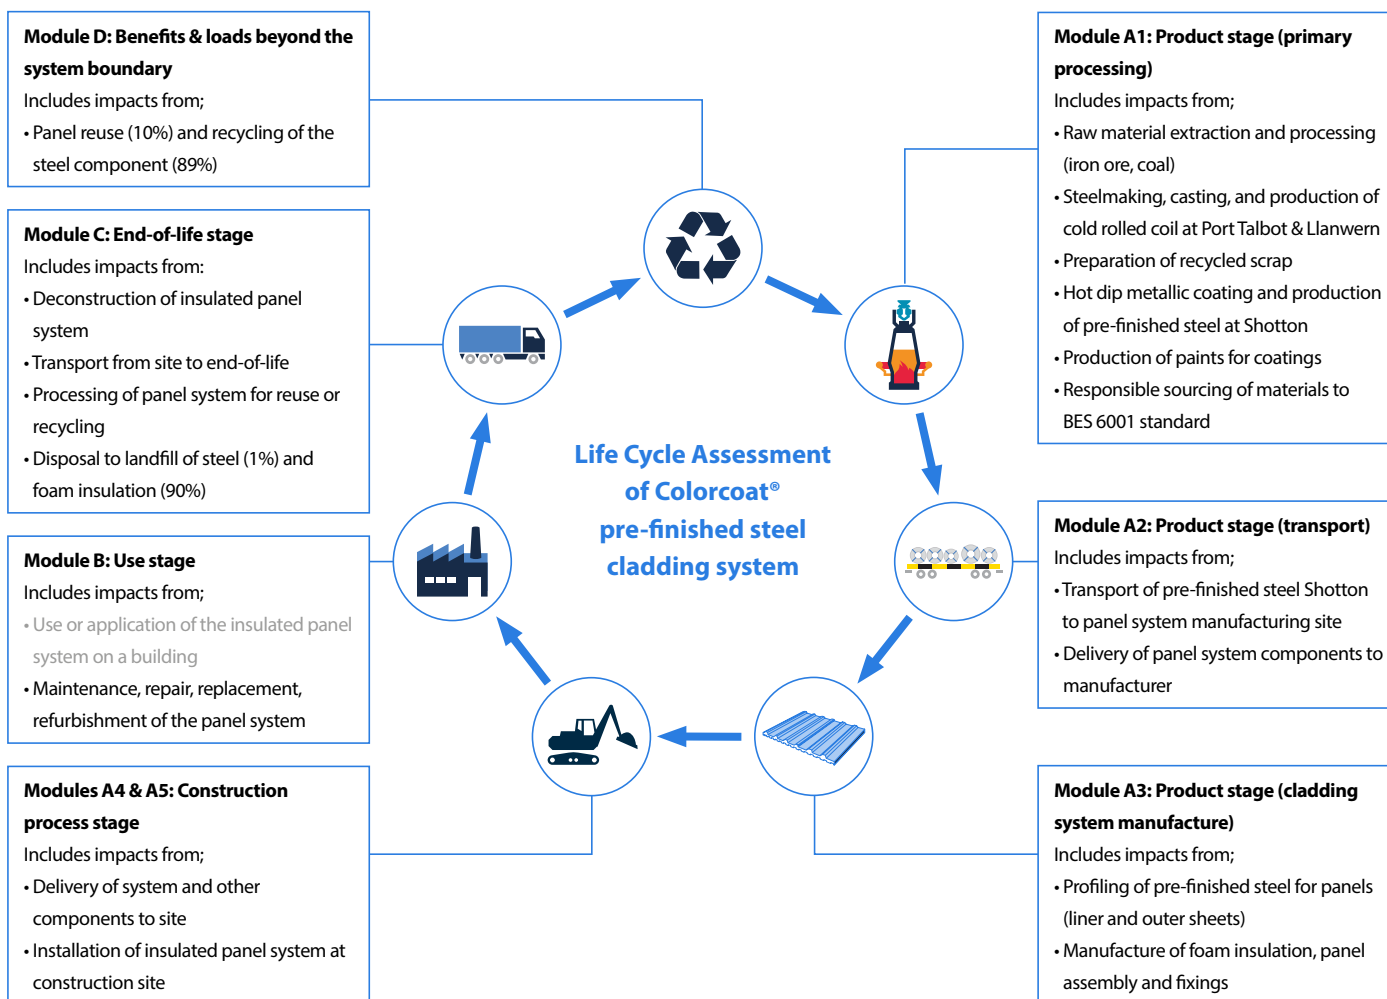 Module D: Benefits & loads beyond the
system boundary
Includes impacts from;
• Panel reuse (10%) and recycling of the
steel component (89%)
Module C: End-of-life stage
Includes impacts from:
• Deconstruction of insulated panel
system
• Transport from site to end-of-life
• Processing of panel system for reuse or
recycling
• Disposal to landfill of steel (1%) and
foam insulation (90%)
Module B: Use stage
Includes impacts from;
• Use or application of the insulated panel
system on a building
• Maintenance, repair, replacement,
refurbishment of the panel system
Modules A4 & A5: Construction
process stage
Includes impacts from;
• Delivery of system and other
components to site
• Installation of insulated panel system at
construction site
Life Cycle Assessment
of Colorcoat®
pre-finished steel
cladding system
Module A1: Product stage (primary
processing)
Includes impacts from;
• Raw material extraction and processing
(iron ore, coal)
• Steelmaking, casting, and production of
cold rolled coil at Port Talbot & Llanwern
• Preparation of recycled scrap
• Hot dip metallic coating and production
of pre-finished steel at Shotton
• Production of paints for coatings
• Responsible sourcing of materials to
BES 6001 standard
Module A2: Product stage (transport)
Includes impacts from;
• Transport of pre-finished steel Shotton
to panel system manufacturing site
• Delivery of panel system components to
manufacturer
Module A3: Product stage (cladding
system manufacture)
Includes impacts from;
• Profiling of pre-finished steel for panels
(liner and outer sheets)
• Manufacture of foam insulation, panel
assembly and fixings